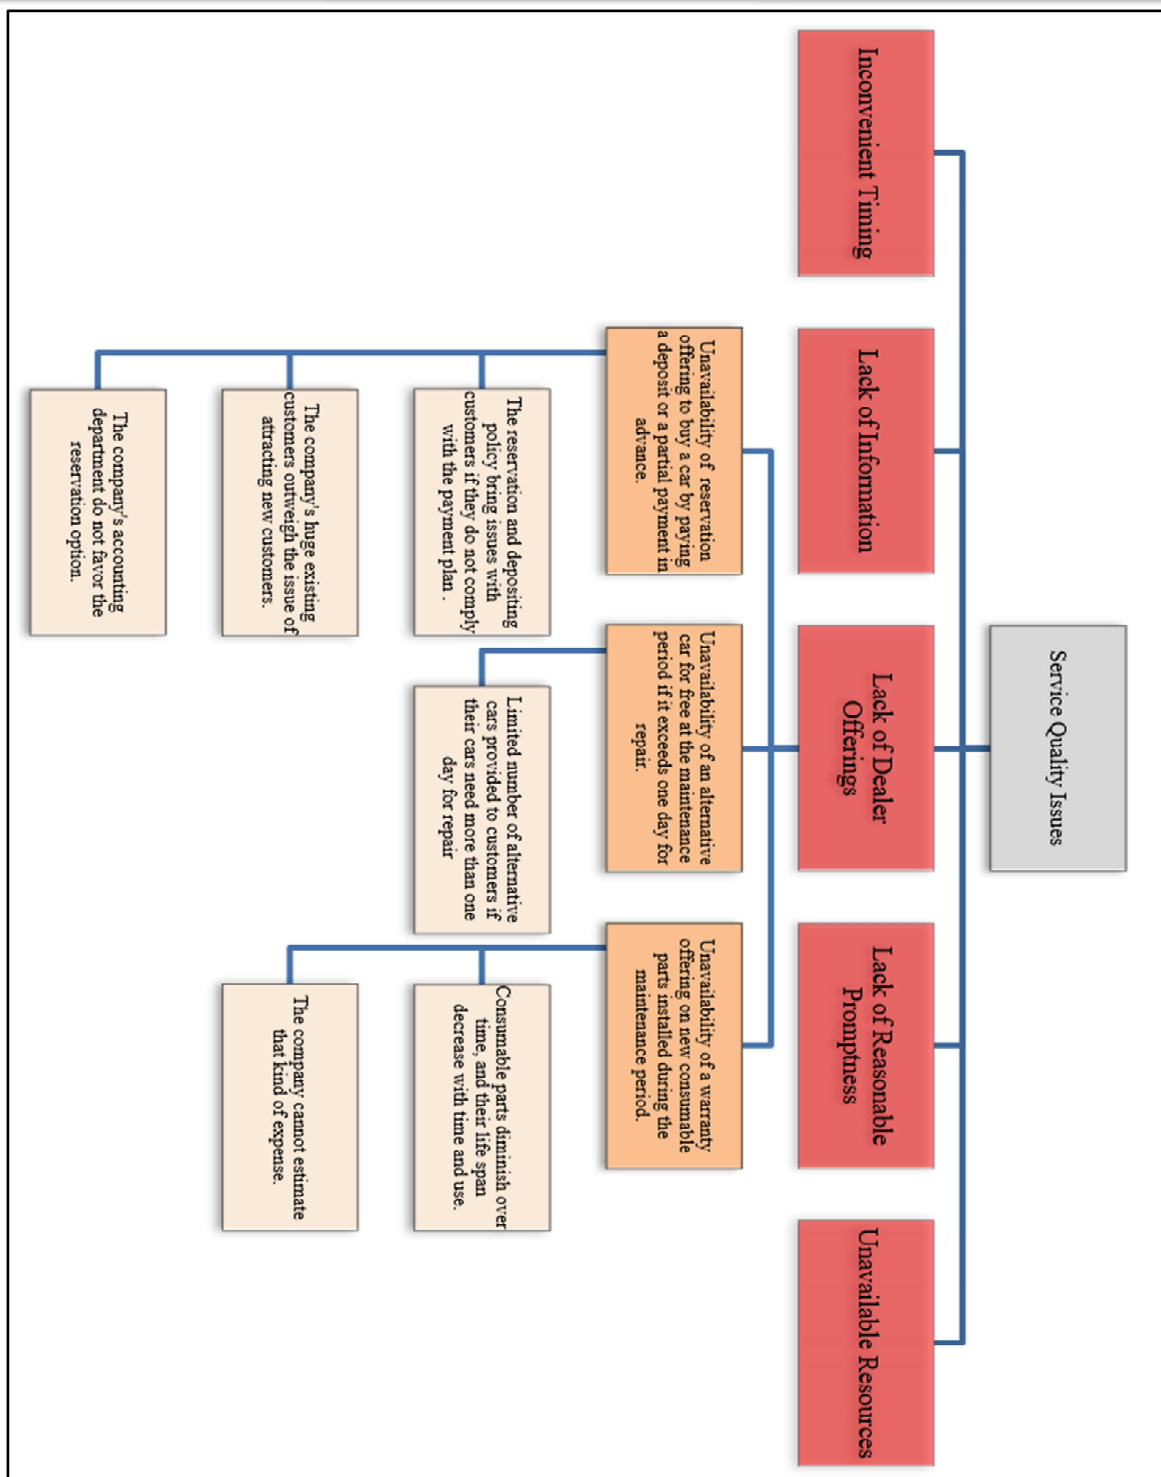 Service Quality Issues
Inconvenient Timing
Lack of Information
Lack of Dealer
Offerings
Lack of Reasonable
Promptness
Unavailable Resources
Unavailability of reservation
offering to buy a car by paying
a deposit or a partial payment in
advance.
Unavailability of an alternative
car for free at the maintenance
period if it exceeds one day for
repair.
Unavailability of a warranty
offering on new consumable
parts installed during the
maintenance period.
The reservation and depositing
policy bring issues with
customers if they do not comply
with the payment plan .
Limited number of alternative
cars provided to customers if
their cars need more than one
day for repair
Consumable parts diminish over
time, and their life span
decrease with time and use.
The company's huge existing
customers outweigh the issue of
attracting new customers.
The company cannot estimate
that kind of expense.
The company's accounting
department do not favor the
reservation option.